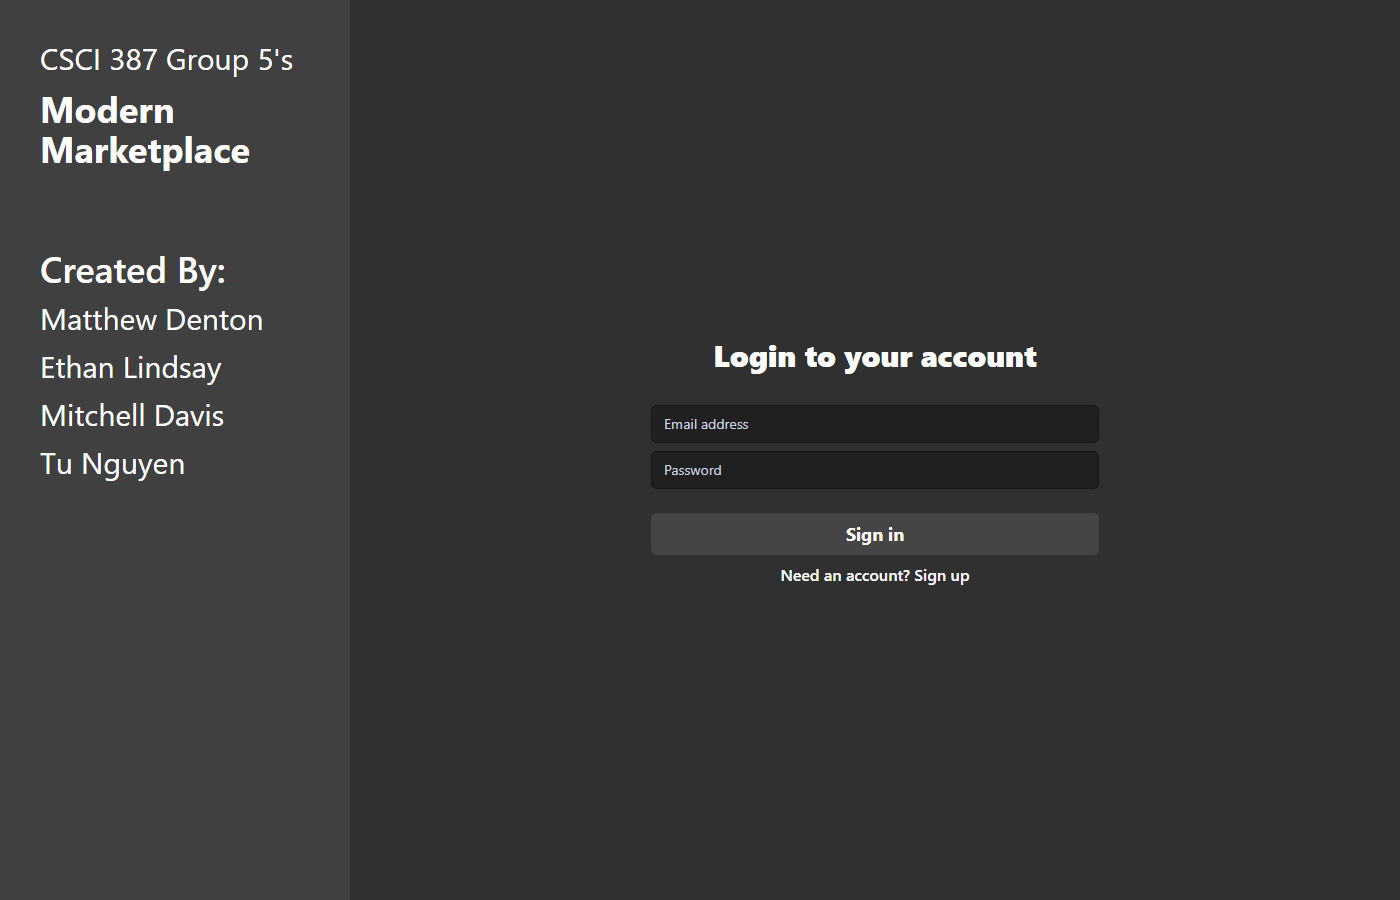 CSCI 387 Group 5's
Modern
Marketplace
Created By:
Matthew Denton
Ethan Lindsay
Mitchell Davis
Tu Nguyen
Login to your account
Email address
Password
Sign in
Need an account? Sign up